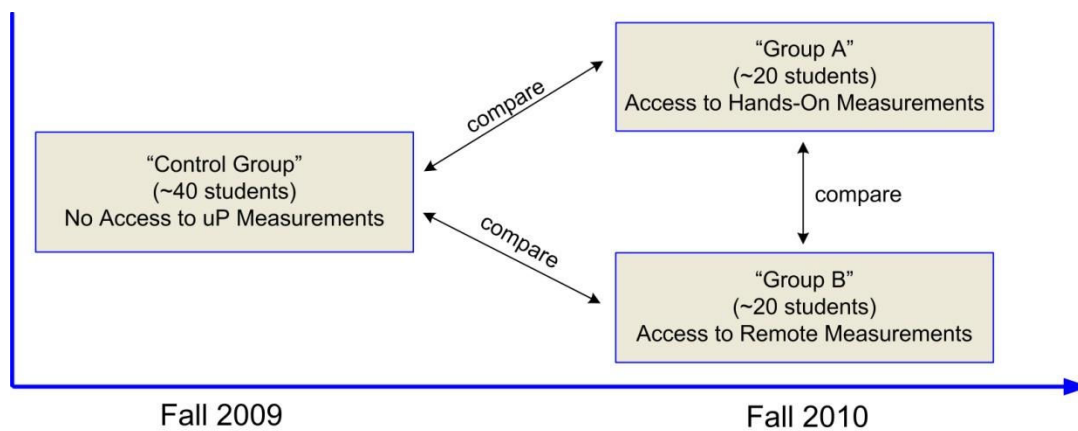 “Group A”
(~20 students)
Access to Hands-On Measurements
compare
“Control Group”
(~40 students)
No Access to uP Measurements
compare
compare
“Group B”
(~20 students)
Access to Remote Measurements
Fall 2009
Fall 2010